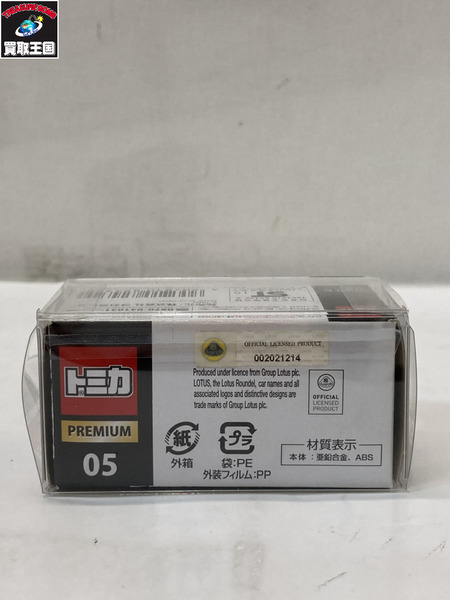 TREASURE KING
買取王国
トミカ
PREMIUM
05
OFFICIAL LICENSED PRODUCT
002021214
Produced under licence from Group Lotus plc.
LOTUS, the Lotus Roundel, car names and all
associated logos and distinctive designs are
trade marks of Group Lotus plc.
OFFICIAL
LICENSED
PRODUCT
紙
外箱
プラ
袋:PE
外装フィルム:PP
材質表示
本体:亜鉛合金、ABS